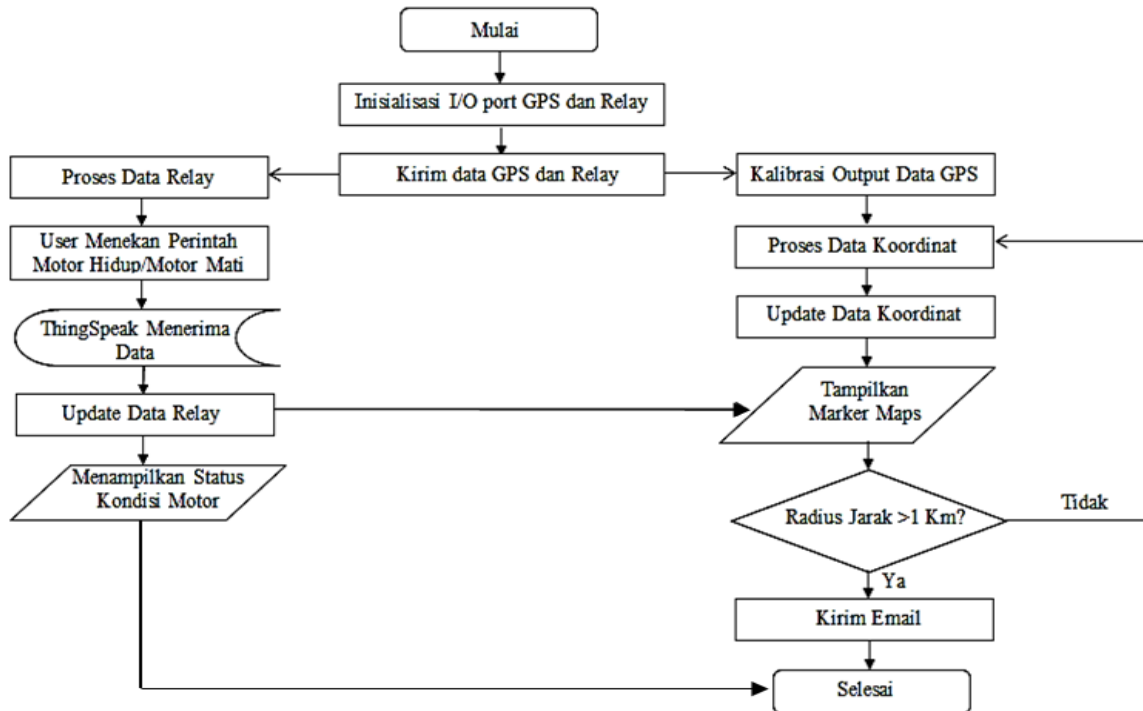 Mulai
Inisialisasi I/O port GPS dan Relay
Kirim data GPS dan Relay
Proses Data Relay
User Menekan Perintah
Motor Hidup/Motor Mati
ThingSpeak Menerima
Data
Update Data Relay
Menampilkan Status
Kondisi Motor
Kalibrasi Output Data GPS
Proses Data Koordinat
Update Data Koordinat
Tampilkan
Marker Maps
Radius Jarak >1 Km?
Tidak
Ya
Kirim Email
Selesai